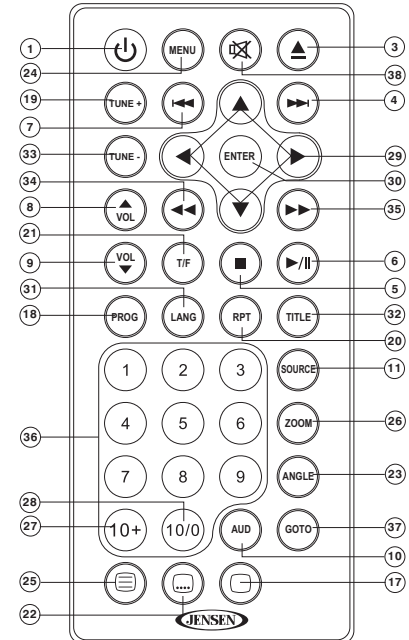 1
MENU
3
24
38
19
TUNE +
4
7
33
TUNE -
ENTER
29
34
30
8
VOL
35
21
9
VOL
T/F
6
31
5
18
PROG
LANG
RPT
TITLE
32
20
1
2
3
SOURCE
11
36
4
5
6
ZOOM
26
7
8
9
ANGLE
23
28
27
10+
10/0
AUD
GOTO
37
10
25
17
22
JENSEN